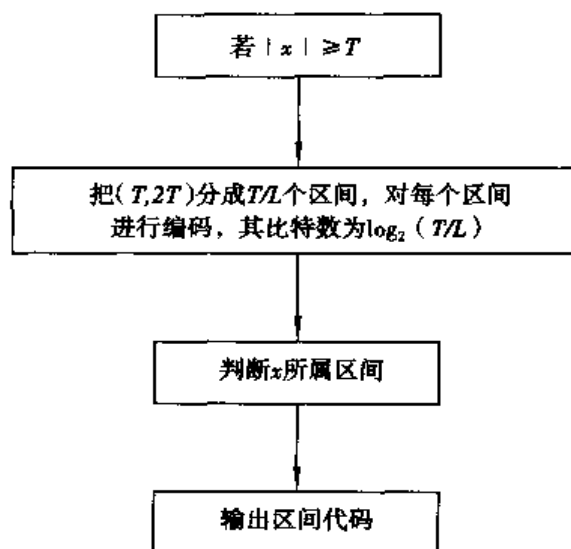 若 | x | ≥T
把(T,2T)分成T/L个区间，对每个区间
进行编码，其比特数为log₂（T/L）
判断x所属区间
输出区间代码